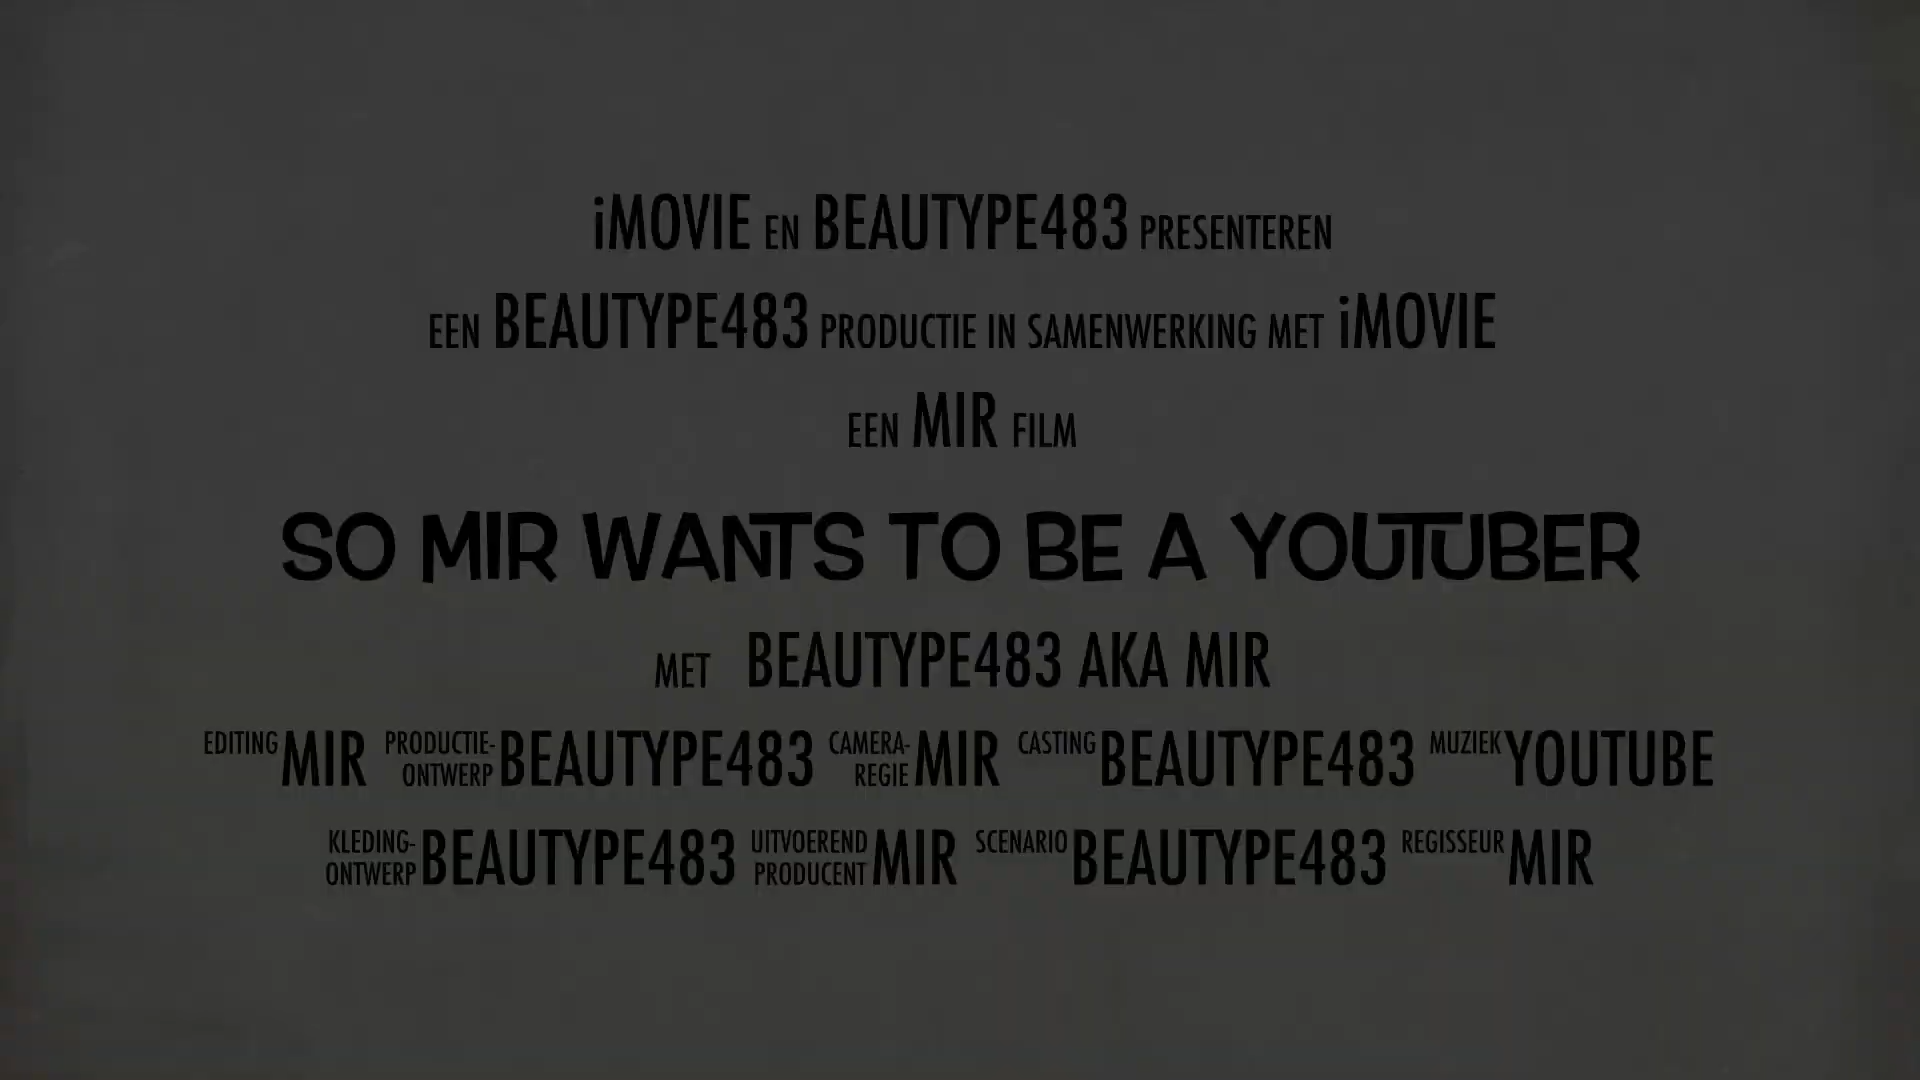 iMOVIE EN BEAUTYPE483 PRESENTEREN
EEN BEAUTYPE483 PRODUCTIE IN SAMENWERKING MET iMOVIE
EEN MIR FILM
SO MIR WANTS TO BE A YOUTUBER
MET BEAUTYPE483 AKA MIR
EDITING MIR PRODUCTIE-ONTWERP BEAUTYPE483 CAMERA-REGIE MIR CASTING BEAUTYPE483 MUZIEK YOUTUBE
KLEDING-ONTWERP BEAUTYPE483 UITVOEREND PRODUCENT MIR SCENARIO BEAUTYPE483 REGISSEUR MIR